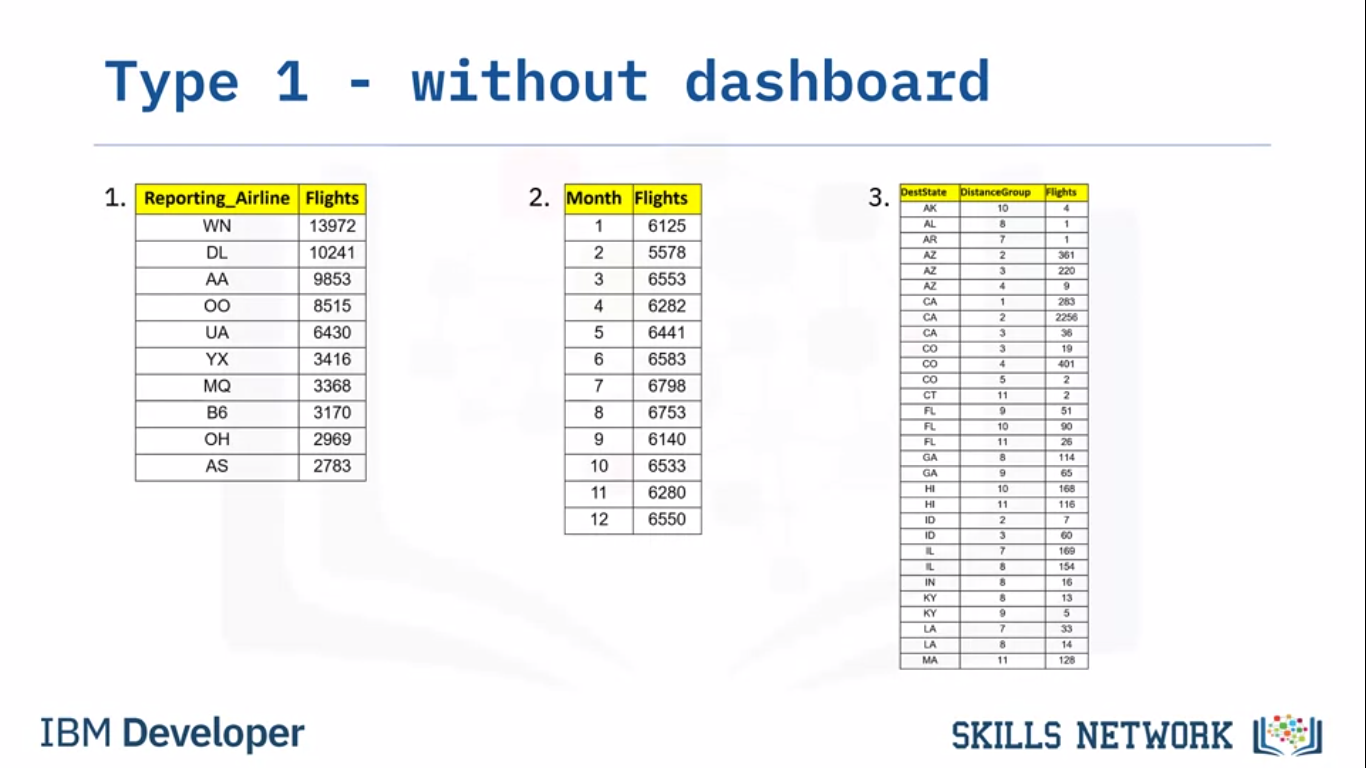 Type 1 - without dashboard
1.
Reporting_Airline Flights
WN 13972
DL 10241
AA 9853
OO 8515
UA 6430
YX 3416
MQ 3368
B6 3170
OH 2969
AS 2783
2.
Month Flights
1 6125
2 5578
3 6553
4 6282
5 6441
6 6583
7 6798
8 6753
9 6140
10 6533
11 6280
12 6550
3.
DestState DistanceGroup Flights
AK 10 4
AL 8 1
AR 7 1
AZ 2 361
AZ 3 220
AZ 4 9
CA 1 283
CA 2 2256
CA 3 36
CO 3 19
CO 4 401
CO 5 2
CT 11 2
FL 9 51
FL 10 90
FL 11 26
GA 8 114
GA 9 65
HI 10 168
HI 11 116
ID 2 7
ID 3 60
IL 7 169
IL 8 154
IN 8 16
KY 8 13
KY 9 5
LA 7 33
LA 8 14
MA 11 128
IBM Developer
SKILLS NETWORK